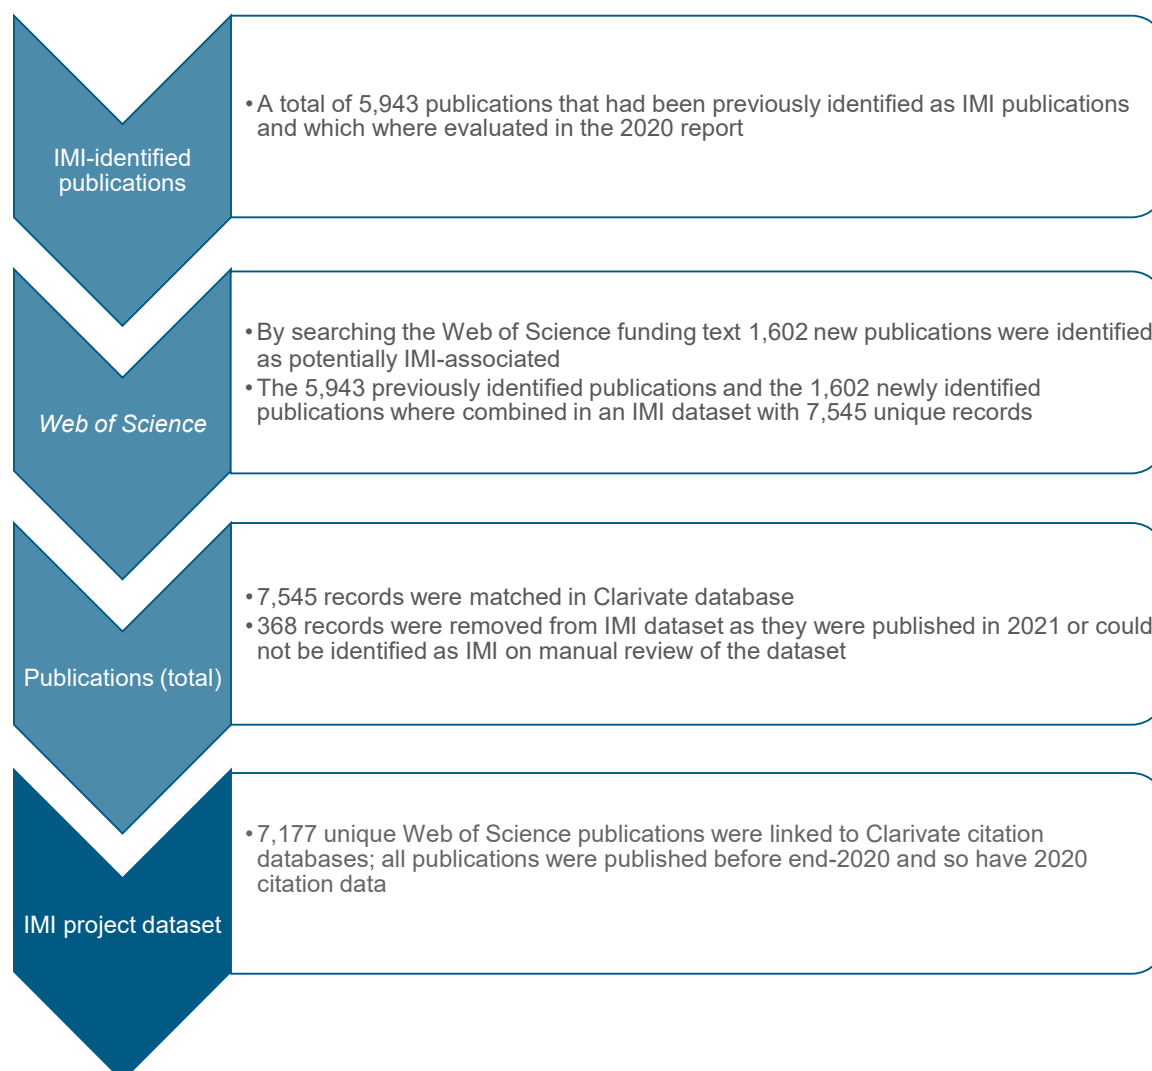 IMI-identified
publications
• A total of 5,943 publications that had been previously identified as IMI publications
and which where evaluated in the 2020 report
Web of Science
• By searching the Web of Science funding text 1,602 new publications were identified
as potentially IMI-associated
• The 5,943 previously identified publications and the 1,602 newly identified
publications where combined in an IMI dataset with 7,545 unique records
Publications (total)
• 7,545 records were matched in Clarivate database
• 368 records were removed from IMI dataset as they were published in 2021 or could
not be identified as IMI on manual review of the dataset
IMI project dataset
• 7,177 unique Web of Science publications were linked to Clarivate citation
databases; all publications were published before end-2020 and so have 2020
citation data